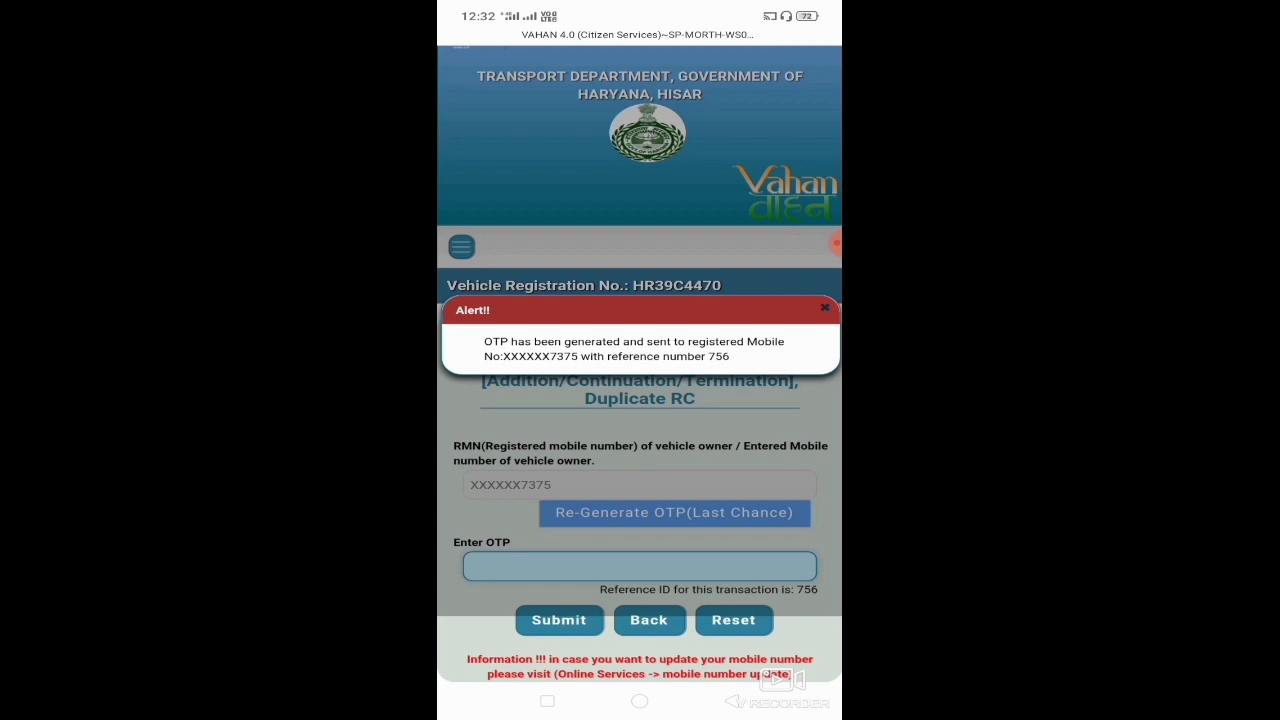 12:32
72
VAHAN 4.0 (Citizen Services)~SP-MORTH-WS0...
TRANSPORT DEPARTMENT, GOVERNMENT OF
HARYANA, HISAR
Vahan
वाहन
Vehicle Registration No.: HR39C4470
Alert!!
OTP has been generated and sent to registered Mobile
No:XXXXXX7375 with reference number 756
[Addition/Continuation/Termination],
Duplicate RC
RMN(Registered mobile number) of vehicle owner / Entered Mobile
number of vehicle owner.
XXXXXX7375
Re-Generate OTP(Last Chance)
Enter OTP
Reference ID for this transaction is: 756
Submit Back Reset
Information !!! in case you want to update your mobile number
please visit (Online Services -> mobile number update)
V RECORDER